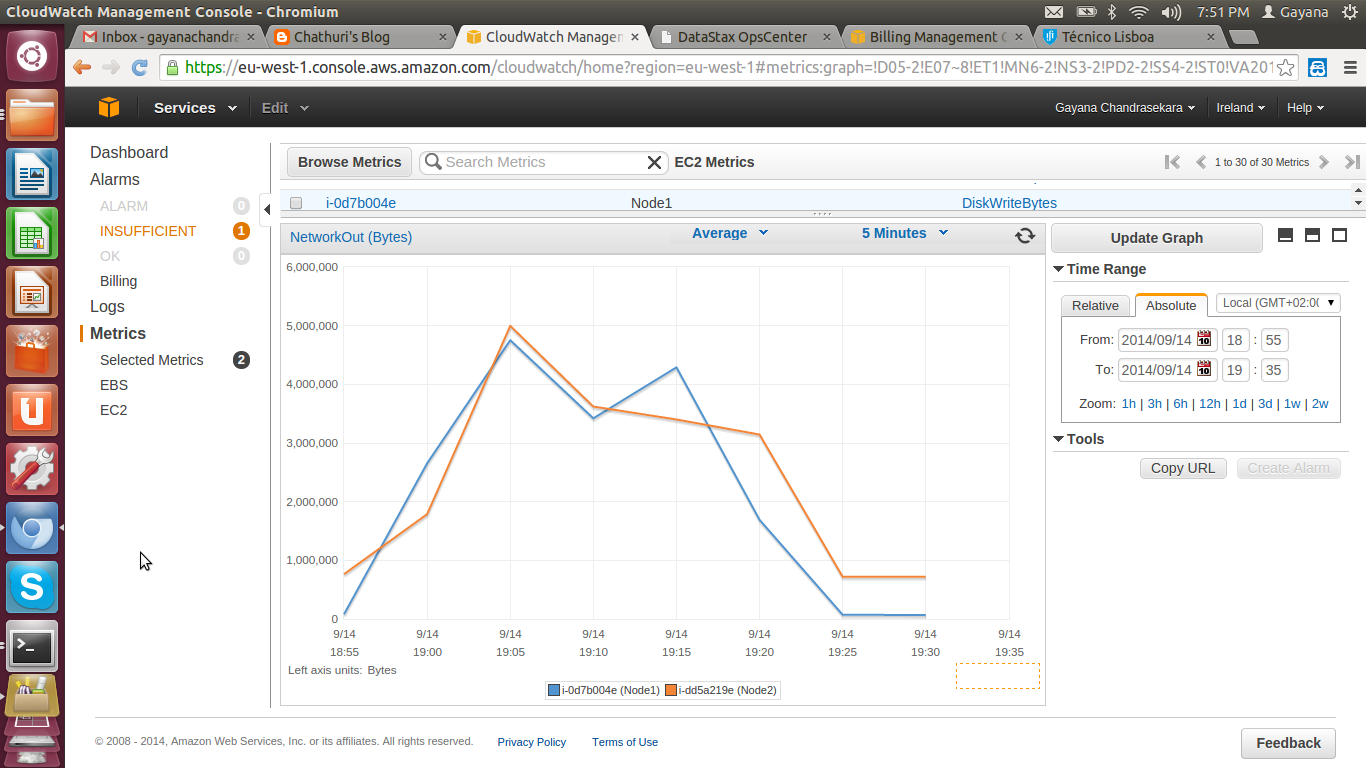 CloudWatch Management Console - Chromium
7:51 PM Gayana
Inbox - gayanachandra
Chathuri's Blog
CloudWatch Manager
DataStax OpsCenter
Billing Management C
Técnico Lisboa
https://eu-west-1.console.aws.amazon.com/cloudwatch/home?region=eu-west-1#metrics:graph=!D05-2!E07~8!ET1!MN6-2!NS3-2!PD2-2!SS4-2!ST0!VA201
Services Edit Gayana Chandrasekara Ireland Help
Dashboard
Alarms
ALARM 0
INSUFFICIENT 1
OK 0
Billing
Logs
Metrics
Selected Metrics 2
EBS
EC2
Browse Metrics Search Metrics EC2 Metrics 1 to 30 of 30 Metrics
i-0d7b004e Node1 DiskWriteBytes
NetworkOut (Bytes) Average 5 Minutes
6,000,000
5,000,000
4,000,000
3,000,000
2,000,000
1,000,000
0
9/14 9/14 9/14 9/14 9/14 9/14 9/14 9/14 9/14
18:55 19:00 19:05 19:10 19:15 19:20 19:25 19:30 19:35
Left axis units: Bytes
i-0d7b004e (Node1) i-dd5a219e (Node2)
Update Graph
Time Range
Relative Absolute Local (GMT+02:00
From: 2014/09/14 10 18 : 55
To: 2014/09/14 10 19 : 35
Zoom: 1h | 3h | 6h | 12h | 1d | 3d | 1w | 2w
Tools
Copy URL Create Alarm
© 2008 - 2014, Amazon Web Services, Inc. or its affiliates. All rights reserved. Privacy Policy Terms of Use
Feedback